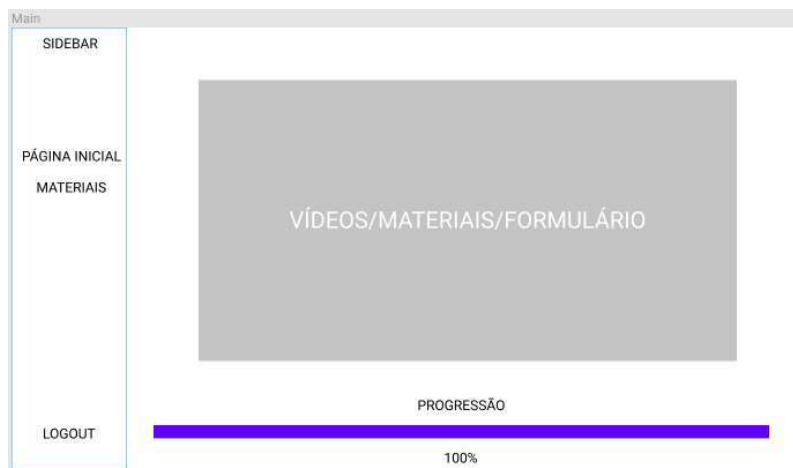 Main
SIDEBAR
PÁGINA INICIAL
MATERIAIS
VÍDEOS/MATERIAIS/FORMULÁRIO
PROGRESSÃO
LOGOUT
100%